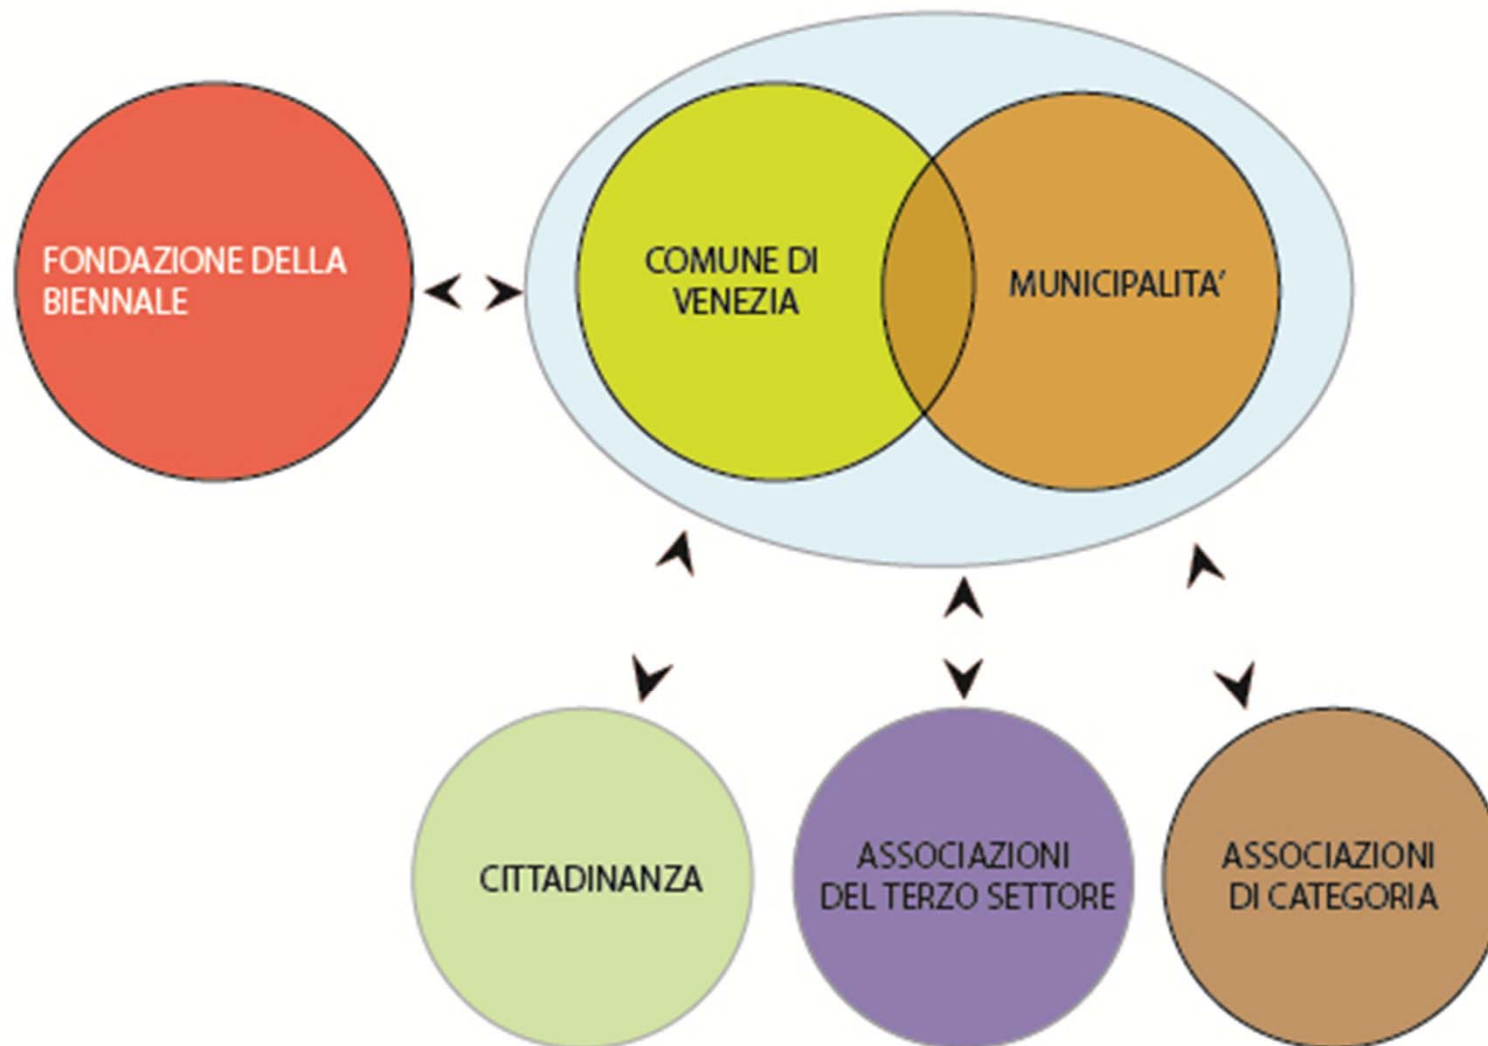 FONDAZIONE DELLA
BIENNALE
COMUNE DI
VENEZIA
MUNICIPALITA’
CITTADINANZA
ASSOCIAZIONI
DEL TERZO SETTORE
ASSOCIAZIONI
DI CATEGORIA